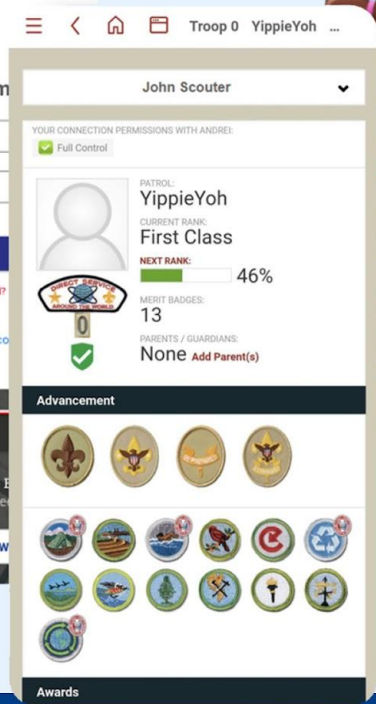 Troop 0 YippieYoh ...
John Scouter
YOUR CONNECTION PERMISSIONS WITH ANDREI:
Full Control
PATROL:
YippieYoh
CURRENT RANK:
First Class
NEXT RANK:
46%
DIRECT SERVICE
AROUND THE WORLD
0
MERIT BADGES:
13
PARENTS / GUARDIANS:
None Add Parent(s)
Advancement
Awards